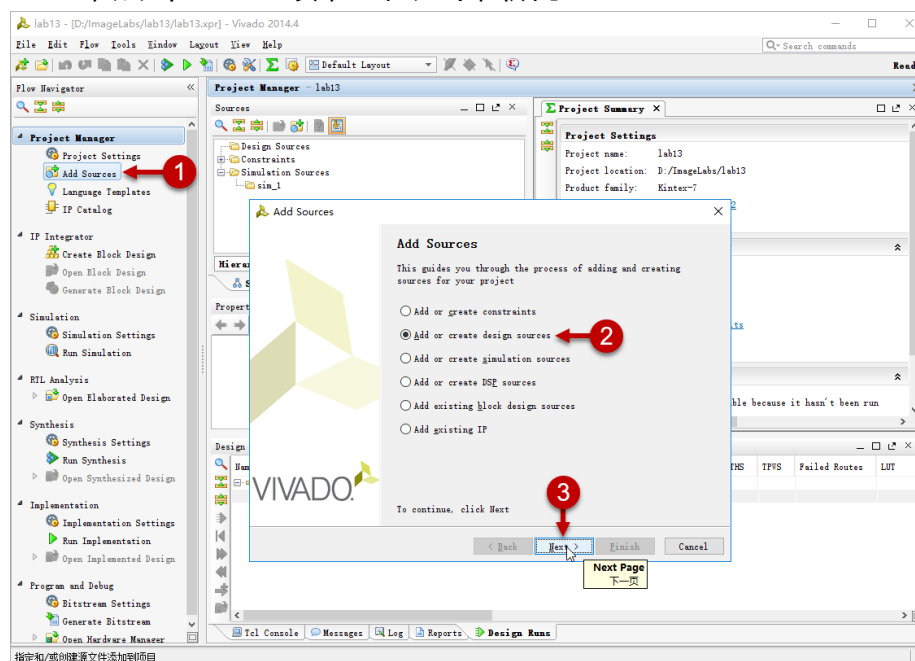 lab13 - [D:/ImageLabs/lab13/lab13.xpr] - Vivado 2014.4
File Edit Flow Tools Window Layout View Help
Search commands
Default Layout
Read
Flow Navigator
Project Manager - lab13
Project Manager
Project Settings
Add Sources
1
Language Templates
IP Catalog
IP Integrator
Create Block Design
Open Block Design
Generate Block Design
Simulation
Simulation Settings
Run Simulation
RTL Analysis
Open Elaborated Design
Synthesis
Synthesis Settings
Run Synthesis
Open Synthesized Design
Implementation
Implementation Settings
Run Implementation
Open Implemented Design
Program and Debug
Bitstream Settings
Generate Bitstream
Open Hardware Manager
Sources
Design Sources
Constraints
Simulation Sources
sim_1
Hierar
Propert
Project Summary
Project Settings
Project name: lab13
Project location: D:/ImageLabs/lab13
Product family: Kintex-7
2
ts
ble because it hasn't been run
Add Sources
Add Sources
This guides you through the process of adding and creating
sources for your project
Add or create constraints
Add or create design sources
2
Add or create simulation sources
Add or create DSP sources
Add existing block design sources
Add existing IP
VIVADO.
3
To continue, click Next
< Back Next > Finish Cancel
Next Page
下一页
Design
Nam
THS TPWS Failed Routes LUT
Tcl Console Messages Log Reports Design Runs
指定和/或创建源文件添加到项目